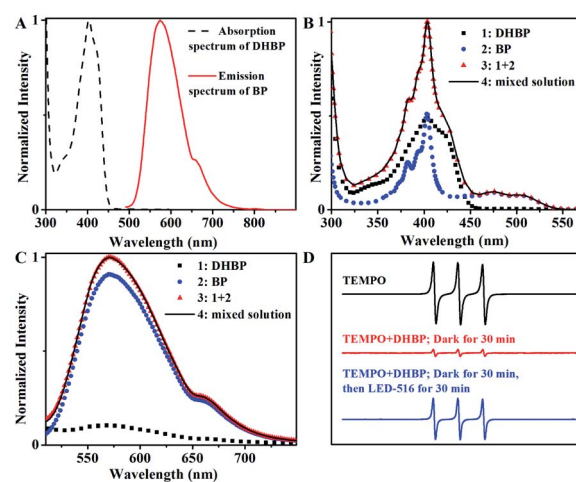 A
Absorption
spectrum of DHBP
Emission
spectrum of BP
Normalized Intensity
1
0
300 400 500 600 700 800
Wavelength (nm)
B
1: DHBP
2: BP
3: 1+2
4: mixed solution
Normalized Intensity
1
0
300 350 400 450 500 550
Wavelength (nm)
C
1: DHBP
2: BP
3: 1+2
4: mixed solution
Normalized Intensity
1
0
550 600 650 700
Wavelength (nm)
D
TEMPO
TEMPO+DHBP; Dark for 30 min
TEMPO+DHBP; Dark for 30 min,
then LED-516 for 30 min